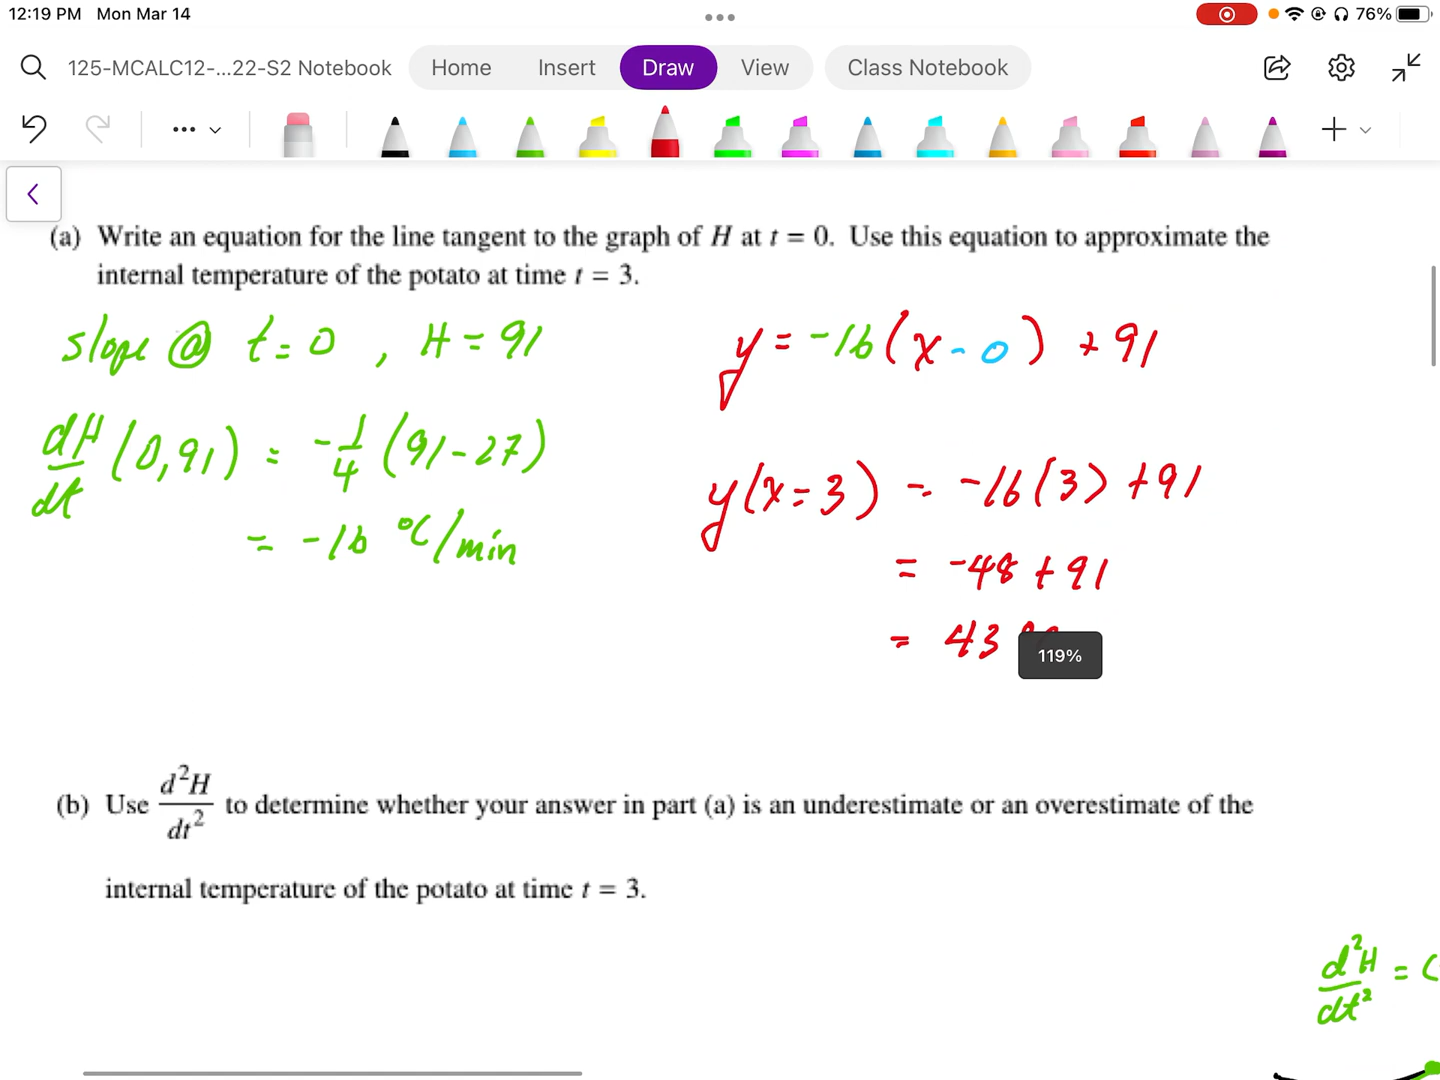 12:19 PM Mon Mar 14
76%
125-MCALC12-...22-S2 Notebook
Home Insert Draw View Class Notebook
(a) Write an equation for the line tangent to the graph of H at t = 0. Use this equation to approximate the
internal temperature of the potato at time t = 3.
slope @ t=0 , H = 91
y = -16(x-0) + 91
dH/dt (0,91) = -1/4 (91-27)
= -16 °C/min
y(x=3) = -16(3) +91
= -48 + 91
= 43
119%
(b) Use d²H/dt² to determine whether your answer in part (a) is an underestimate or an overestimate of the
internal temperature of the potato at time t = 3.
d²H/dt² = (